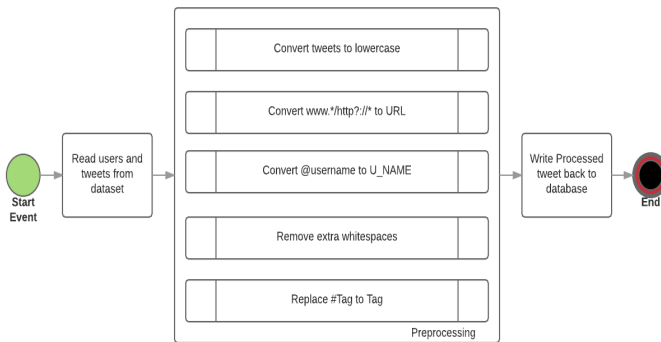 Start
Event
Read users and
tweets from
dataset
Convert tweets to lowercase
Convert www.*/http?://* to URL
Convert @username to U_NAME
Remove extra whitespaces
Replace #Tag to Tag
Preprocessing
Write Processed
tweet back to
database
End